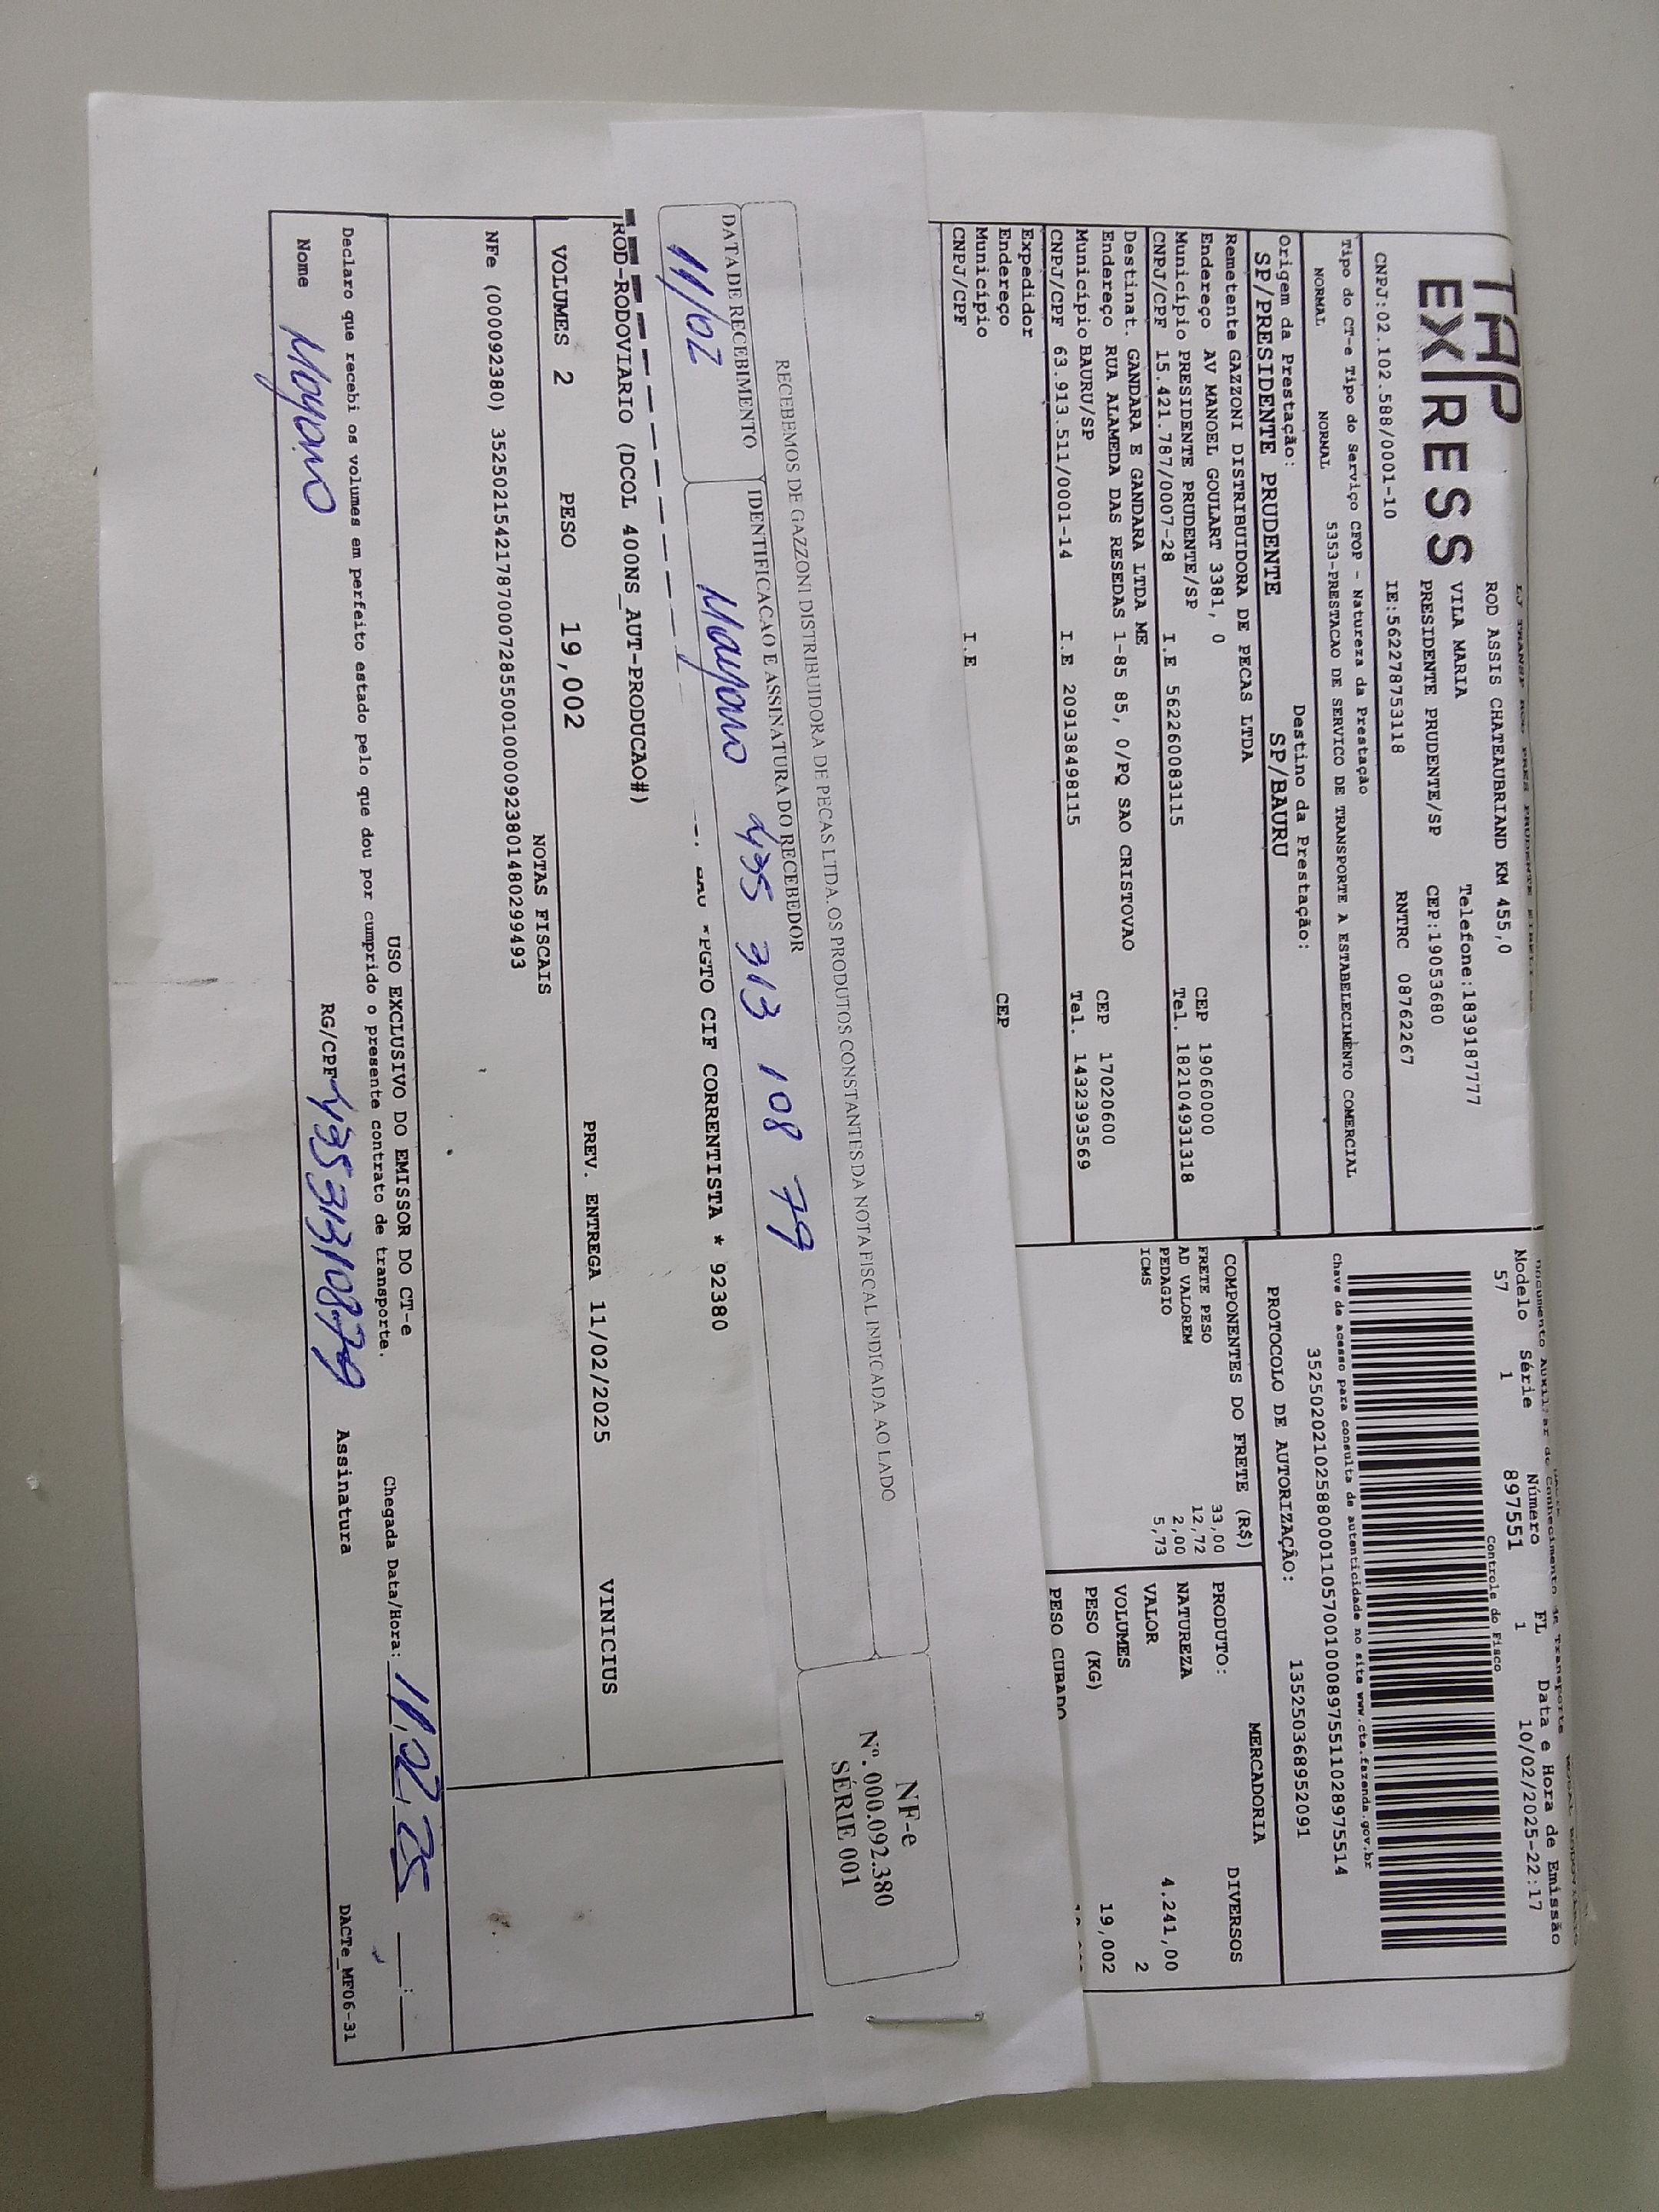 TAP
EXPRESS
ROD ASSIS CHATEAUBRIAND KM 455,0
VILA MARIA
Telefone:1839187777
PRESIDENTE PRUDENTE/SP
CEP:19053680
CNPJ:02.102.588/0001-10
IE:562278753118
RNTRC 08762267
Tipo do CT-e Tipo do Serviço CFOP - Natureza da Prestação
NORMAL NORMAL 5353-PRESTACAO DE SERVICO DE TRANSPORTE A ESTABELECIMENTO COMERCIAL
Origem da Prestação: Destino da Prestação:
SP/PRESIDENTE PRUDENTE SP/BAURU
Remetente GAZZONI DISTRIBUIDORA DE PECAS LTDA
Endereço AV MANOEL GOULART 3381, 0 CEP 19060000
Município PRESIDENTE PRUDENTE/SP Tel. 182104931318
CNPJ/CPF 15.421.787/0007-28 I.E 562260083115
Destinat. GANDARA E GANDARA LTDA ME
Endereço RUA ALAMEDA DAS RESEDAS 1-85 85, 0/PQ SAO CRISTOVAO CEP 17020600
Município BAURU/SP Tel. 1432393569
CNPJ/CPF 63.913.511/0001-14 I.E 209138498115
Expedidor
Endereço CEP
Município
CNPJ/CPF I.E
Modelo Série Número FL Data e Hora de Emissão
57 1 897551 1 10/02/2025-22:17
Controle do Fisco
Chave de acesso para consulta de autenticidade no site www.cte.fazenda.gov.br
35250202102588000110570010008975511028975514
PROTOCOLO DE AUTORIZAÇÃO: 135250368952091
COMPONENTES DO FRETE (R$)
FRETE PESO 33,00
AD VALOREM 12,72
PEDAGIO 2,00
ICMS 5,73
MERCADORIA
PRODUTO: DIVERSOS
NATUREZA
VALOR 4.241,00
VOLUMES 2
PESO (KG) 19,002
PESO CUBADO
RECEBEMOS DE GAZZONI DISTRIBUIDORA DE PECAS LTDA. OS PRODUTOS CONSTANTES DA NOTA FISCAL INDICADA AO LADO
DATA DE RECEBIMENTO IDENTIFICACAO E ASSINATURA DO RECEBEDOR
11/02 Mayano 435 313 108 79
NF-e
Nº. 000.092.380
SÉRIE 001
PGTO CIF CORRENTISTA * 92380
ROD-RODOVIARIO (DCOL 400NS_AUT-PRODUCAO#)
VOLUMES 2 PESO 19,002 PREV. ENTREGA 11/02/2025 VINICIUS
NOTAS FISCAIS
NFe (000092380) 35250215421787000728550010000923801480299493
USO EXCLUSIVO DO EMISSOR DO CT-e
Declaro que recebi os volumes em perfeito estado pelo que dou por cumprido o presente contrato de transporte.
Chegada Data/Hora: 11,02,25 __:__
Nome Mayano RG/CPF 43531310879 Assinatura
DACTe_MF06-31